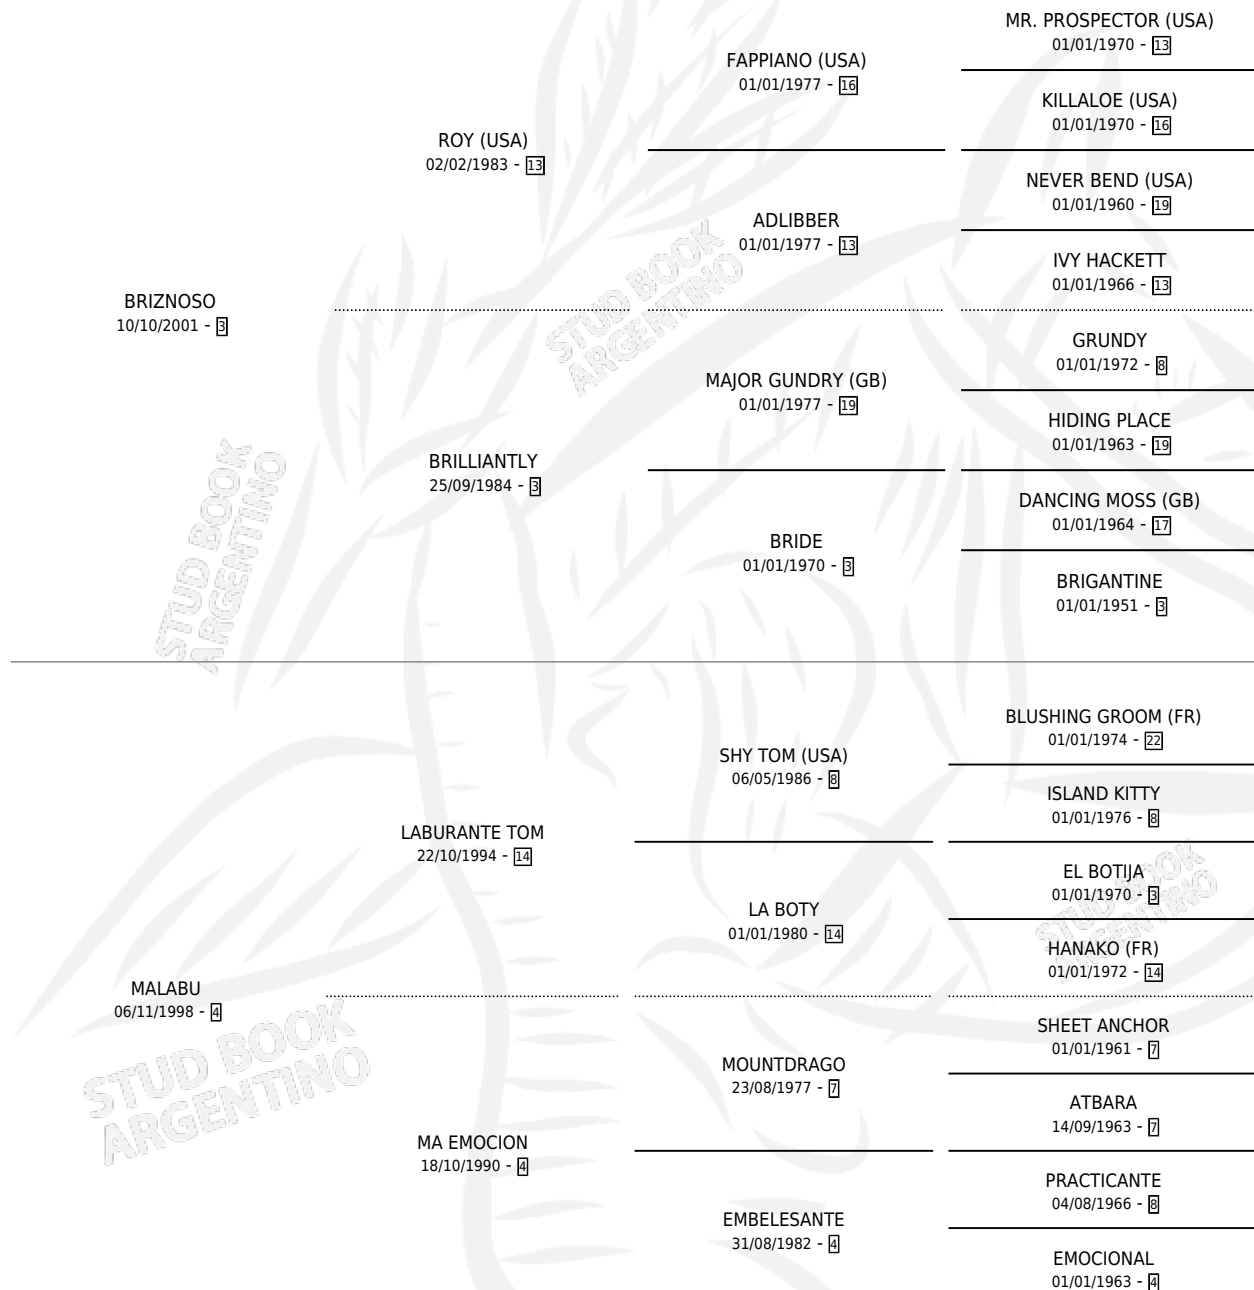 MR. PROSPECTOR (USA)
01/01/1970 - 13
FAPPIANO (USA)
01/01/1977 - 16
KILLALOE (USA)
01/01/1970 - 16
ROY (USA)
02/02/1983 - 13
NEVER BEND (USA)
01/01/1960 - 19
ADLIBBER
01/01/1977 - 13
IVY HACKETT
01/01/1966 - 13
BRIZNOSO
10/10/2001 - 3
GRUNDY
01/01/1972 - 8
MAJOR GUNDRY (GB)
01/01/1977 - 19
HIDING PLACE
01/01/1963 - 19
BRILLIANTLY
25/09/1984 - 3
DANCING MOSS (GB)
01/01/1964 - 17
BRIDE
01/01/1970 - 3
BRIGANTINE
01/01/1951 - 3
BLUSHING GROOM (FR)
01/01/1974 - 22
SHY TOM (USA)
06/05/1986 - 8
ISLAND KITTY
01/01/1976 - 8
LABURANTE TOM
22/10/1994 - 14
EL BOTIJA
01/01/1970 - 3
LA BOTY
01/01/1980 - 14
HANAKO (FR)
01/01/1972 - 14
MALABU
06/11/1998 - 4
SHEET ANCHOR
01/01/1961 - 7
MOUNTDRAGO
23/08/1977 - 7
ATBARA
14/09/1963 - 7
MA EMOCION
18/10/1990 - 4
PRACTICANTE
04/08/1966 - 8
EMBELESANTE
31/08/1982 - 4
EMOCIONAL
01/01/1963 - 4
STUD BOOK
ARGENTINO
STUD BOOK
ARGENTINO
STUD BOOK
ARGENTINO
STUD BOOK
ARGENTINO